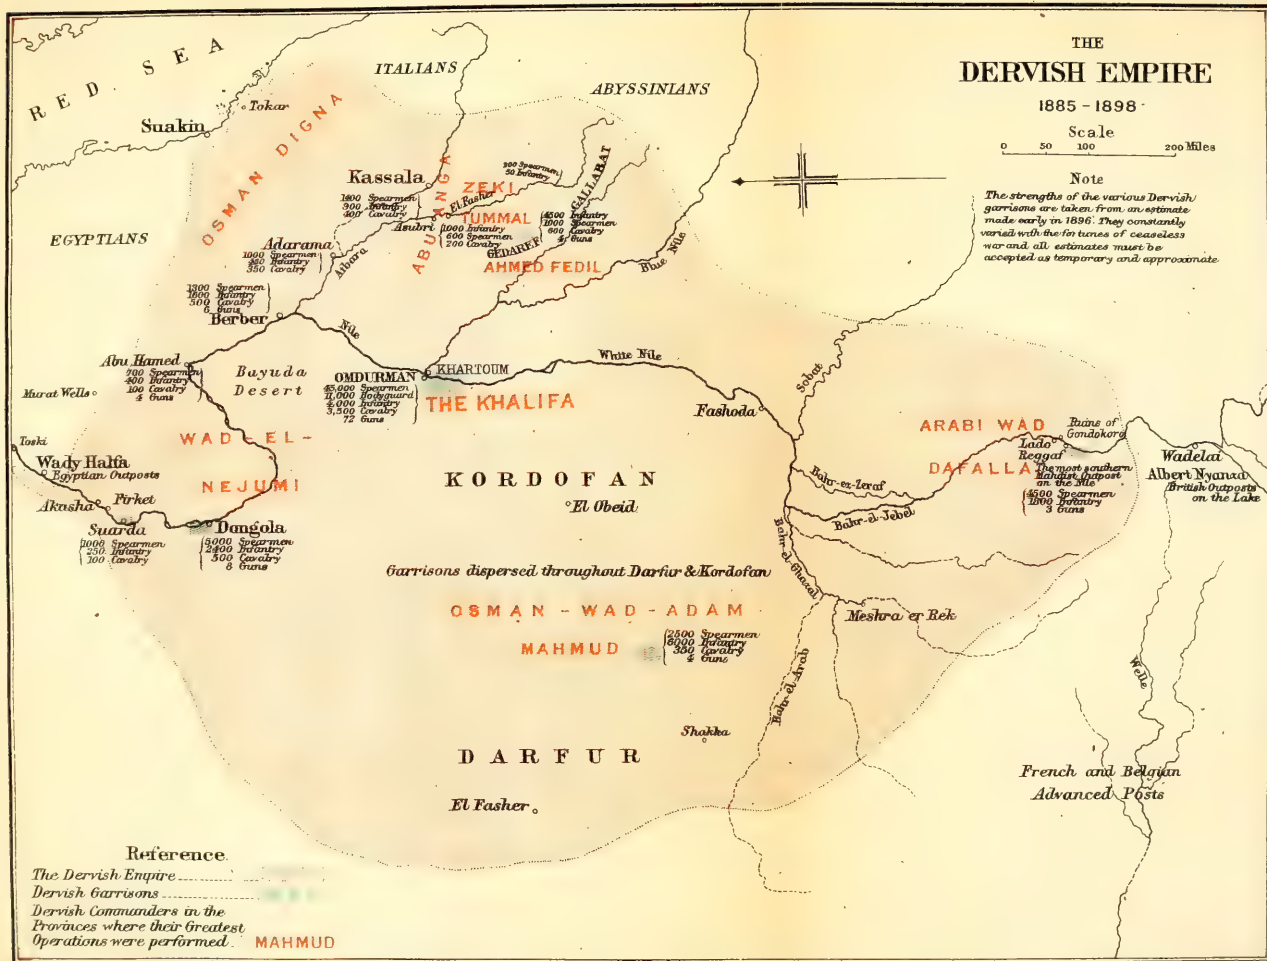 THE
DERVISH EMPIRE
1885 - 1898
Scale
0 50 100 200 Miles
Note
The strengths of the various Dervish
garrisons are taken from an estimate
made early in 1896. They constantly
varied with the fortunes of ceaseless
war and all estimates must be
accepted as temporary and approximate
RED SEA
ITALIANS
ABYSSINIANS
Tokar
Suakin
OSMAN DIGNA
EGYPTIANS
Kassala
1400 Spearmen
900 Infantry
400 Cavalry
ABU ANGA
ZEKI
TUMMAL
El Fasher
Asubri
200 Spearmen
50 Infantry
GALLABAT
1000 Infantry
600 Spearmen
200 Cavalry
4500 Infantry
1000 Spearmen
600 Cavalry
4 Guns
GEDAREF
AHMED FEDIL
Blue Nile
Adarama
1000 Spearmen
450 Infantry
350 Cavalry
Atbara
1300 Spearmen
1600 Infantry
500 Cavalry
6 Guns
Berber
Nile
Abu Hamed
700 Spearmen
400 Infantry
100 Cavalry
4 Guns
Bayuda
Desert
Murat Wells
OMDURMAN
KHARTOUM
45,000 Spearmen
11,000 Bodyguard
4,000 Infantry
3,500 Cavalry
72 Guns
THE KHALIFA
White Nile
Fashoda
Sobat
ARABI WAD
DAFALLA
Ruins of
Gondokoro
Lado
Reggaf
The most southern
Mahdist Outpost
on the Nile
4500 Spearmen
1800 Infantry
3 Guns
Wadelai
Albert Nyanza
British Outposts
on the Lake
Toski
Wady Halfa
Egyptian Outposts
Akasha
Firket
Suarda
1000 Spearmen
250 Infantry
100 Cavalry
WAD-EL-
NEJUMI
Dongola
5000 Spearmen
2400 Infantry
500 Cavalry
8 Guns
KORDOFAN
El Obeid
Bahr-ez-Zeraf
Bahr-el-Jebel
Bahr-el-Ghazal
Garrisons dispersed throughout Darfur & Kordofan
OSMAN - WAD - ADAM
MAHMUD
2500 Spearmen
6000 Infantry
350 Cavalry
4 Guns
Meshra er Rek
Bahr-el-Arab
Welle
Shakka
DARFUR
El Fasher
French and Belgian
Advanced Posts
Reference.
The Dervish Empire
Dervish Garrisons
Dervish Commanders in the
Provinces where their Greatest
Operations were performed. MAHMUD